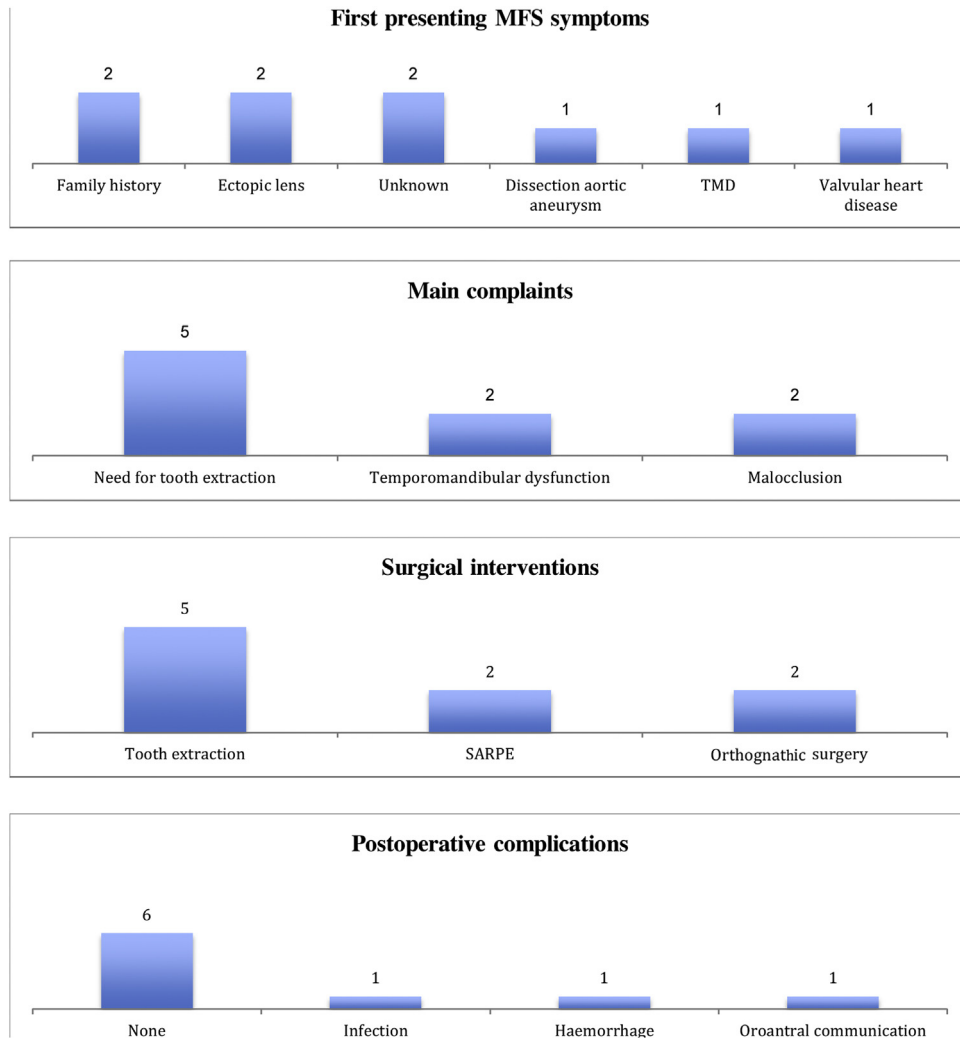 First presenting MFS symptoms
2 2 2 1 1 1
Family history Ectopic lens Unknown Dissection aortic aneurysm TMD Valvular heart disease
Main complaints
5 2 2
Need for tooth extraction Temporomandibular dysfunction Malocclusion
Surgical interventions
5 2 2
Tooth extraction SARPE Orthognathic surgery
Postoperative complications
6 1 1 1
None Infection Haemorrhage Oroantral communication